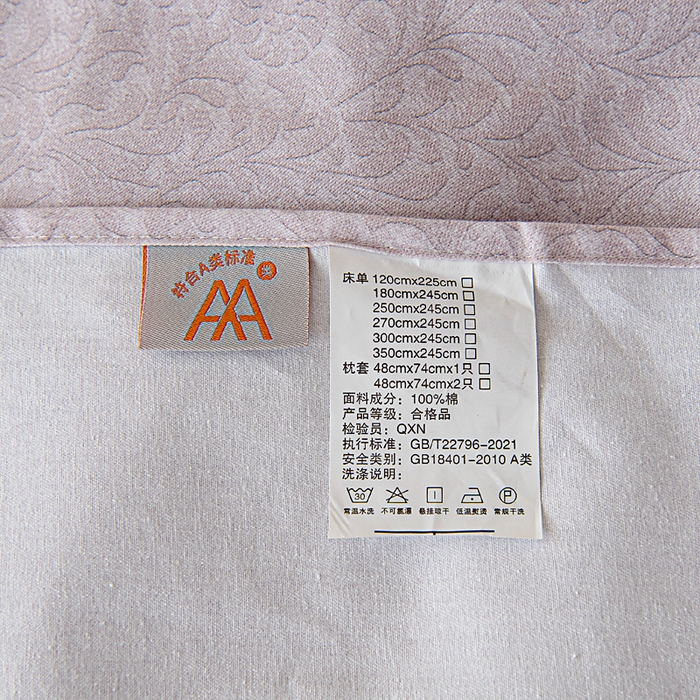 符合A类标准
AA
床单 120cmx225cm □
180cmx245cm □
250cmx245cm □
270cmx245cm □
300cmx245cm □
350cmx245cm □
枕套 48cmx74cmx1只 □
48cmx74cmx2只 □
面料成分：100%棉
产品等级：合格品
检验员：QXN
执行标准：GB/T22796-2021
安全类别：GB18401-2010 A类
洗涤说明：
30 P
常温水洗 不可氯漂 悬挂晾干 低温熨烫 常规干洗